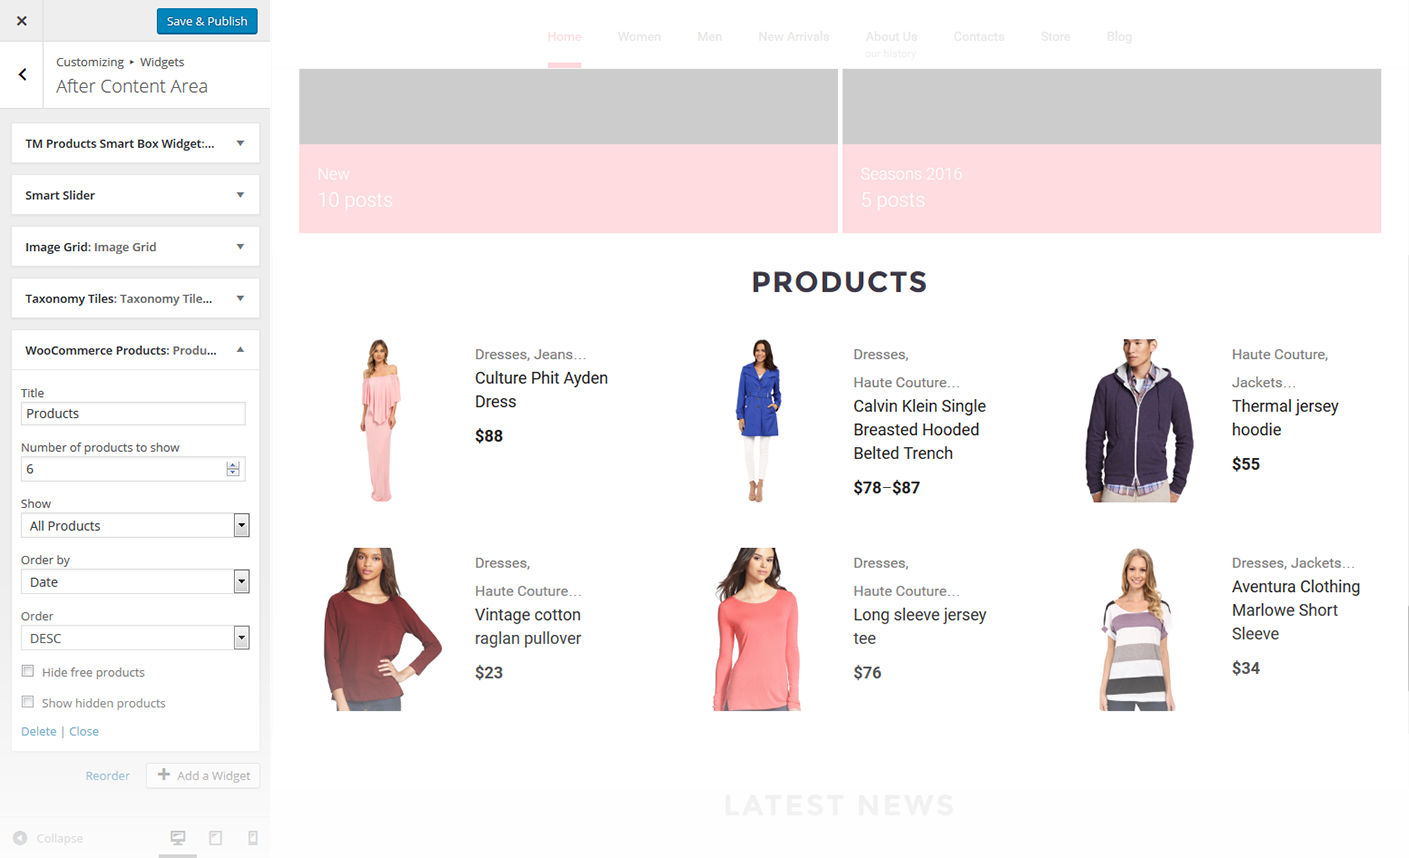 Save & Publish
Customizing ▸ Widgets
After Content Area
TM Products Smart Box Widget:...
Smart Slider
Image Grid: Image Grid
Taxonomy Tiles: Taxonomy Tile...
WooCommerce Products: Produ...
Title
Products
Number of products to show
6
Show
All Products
Order by
Date
Order
DESC
Hide free products
Show hidden products
Delete | Close
Reorder
Add a Widget
Collapse
Home Women Men New Arrivals About Us Contacts Store Blog
our history
New
10 posts
Seasons 2016
5 posts
PRODUCTS
Dresses, Jeans...
Culture Phit Ayden
Dress
$88
Dresses,
Haute Couture...
Calvin Klein Single
Breasted Hooded
Belted Trench
$78–$87
Haute Couture,
Jackets...
Thermal jersey
hoodie
$55
Dresses,
Haute Couture...
Vintage cotton
raglan pullover
$23
Dresses,
Haute Couture...
Long sleeve jersey
tee
$76
Dresses, Jackets...
Aventura Clothing
Marlowe Short
Sleeve
$34
LATEST NEWS